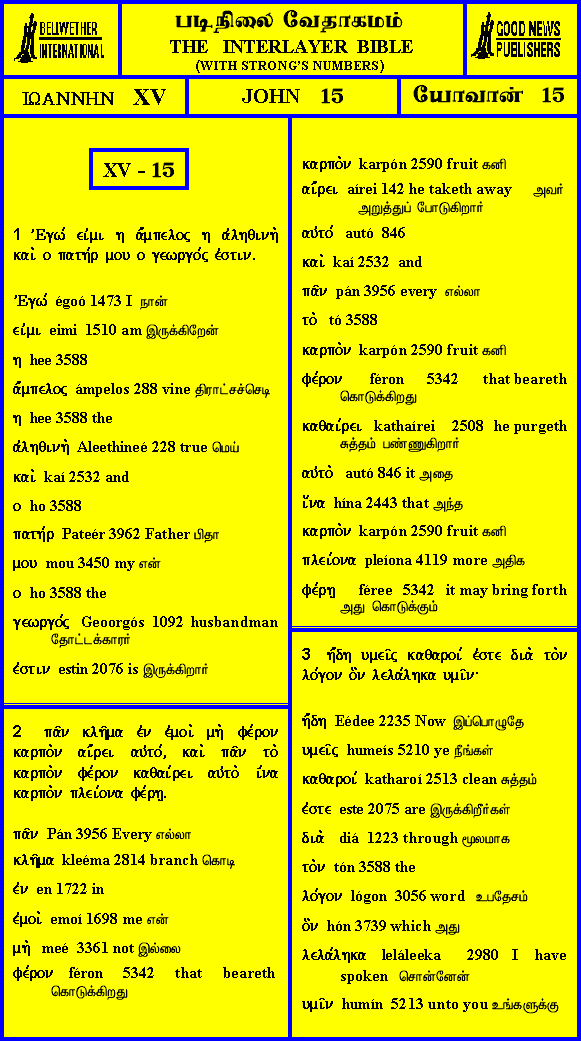 BELLWETHER
INTERNATIONAL
படிநிலை வேதாகமம்
THE INTERLAYER BIBLE
(WITH STRONG'S NUMBERS)
GOOD NEWS
PUBLISHERS
ΙΩΑΝΝΗΝ XV
JOHN 15
யோவான் 15
XV - 15
1 Ἐγώ εἰμι η ἄμπελος η ἀληθινὴ
καὶ ο πατήρ μου ο γεωργός ἐστιν.
Ἐγώ égoó 1473 I நான்
εἰμι eimi 1510 am இருக்கிறேன்
η hee 3588
ἄμπελος ámpelos 288 vine திராட்சச்செடி
η hee 3588 the
ἀληθινὴ Aleethineé 228 true மெய்
καὶ kaí 2532 and
ο ho 3588
πατήρ Pateér 3962 Father பிதா
μου mou 3450 my என்
ο ho 3588 the
γεωργός Geoorgós 1092 husbandman
தோட்டக்காரர்
ἐστιν estin 2076 is இருக்கிறார்
2 πᾶν κλῆμα ἐν ἐμοὶ μὴ φέρον
καρπὸν αἴρει αὐτό, καὶ πᾶν τὸ
καρπὸν φέρον καθαίρει αὐτὸ ἵνα
καρπὸν πλείονα φέρῃ.
πᾶν Pán 3956 Every எல்லா
κλῆμα kleéma 2814 branch கொடி
ἐν en 1722 in
ἐμοὶ emoí 1698 me என்
μὴ meé 3361 not இல்லை
φέρον féron 5342 that beareth
கொடுக்கிறது
καρπὸν karpón 2590 fruit கனி
αἴρει aírei 142 he taketh away அவர்
அறுத்துப் போடுகிறார்
αὐτό autó 846
καὶ kaí 2532 and
πᾶν pán 3956 every எல்லா
τὸ tó 3588
καρπὸν karpón 2590 fruit கனி
φέρον féron 5342 that beareth
கொடுக்கிறது
καθαίρει kathaírei 2508 he purgeth
சுத்தம் பண்ணுகிறார்
αὐτὸ autó 846 it அதை
ἵνα hína 2443 that அந்த
καρπὸν karpón 2590 fruit கனி
πλείονα pleíona 4119 more அதிக
φέρῃ féree 5342 it may bring forth
அது கொடுக்கும்
3 ἤδη υμεῖς καθαροί ἐστε διὰ τὸν
λόγον ὃν λελάληκα υμῖν·
ἤδη Eédee 2235 Now இப்பொழுதே
υμεῖς humeís 5210 ye நீங்கள்
καθαροί katharoí 2513 clean சுத்தம்
ἐστε este 2075 are இருக்கிறீர்கள்
διὰ diá 1223 through மூலமாக
τὸν tón 3588 the
λόγον lógon 3056 word உபதேசம்
ὃν hón 3739 which அது
λελάληκα leláleeka 2980 I have
spoken சொன்னேன்
υμῖν humín 5213 unto you உங்களுக்கு